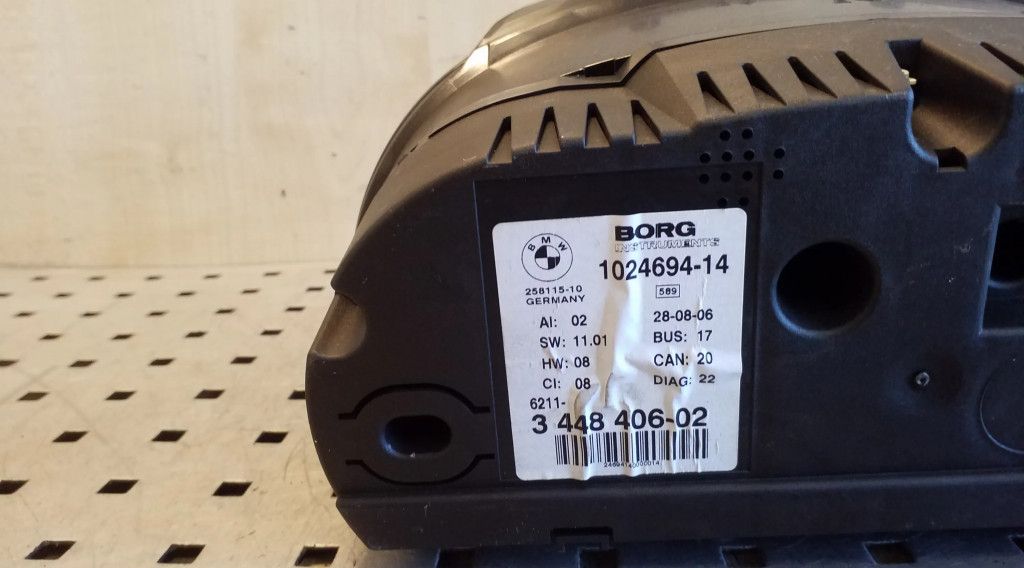 BMW
BORG
INSTRUMENTS
1024694-14
258115-10
GERMANY
589
AI: 02
28-08-06
SW: 11.01
BUS: 17
HW: 08
CAN: 20
CI: 08
DIAG: 22
6211-
3 448 406-02